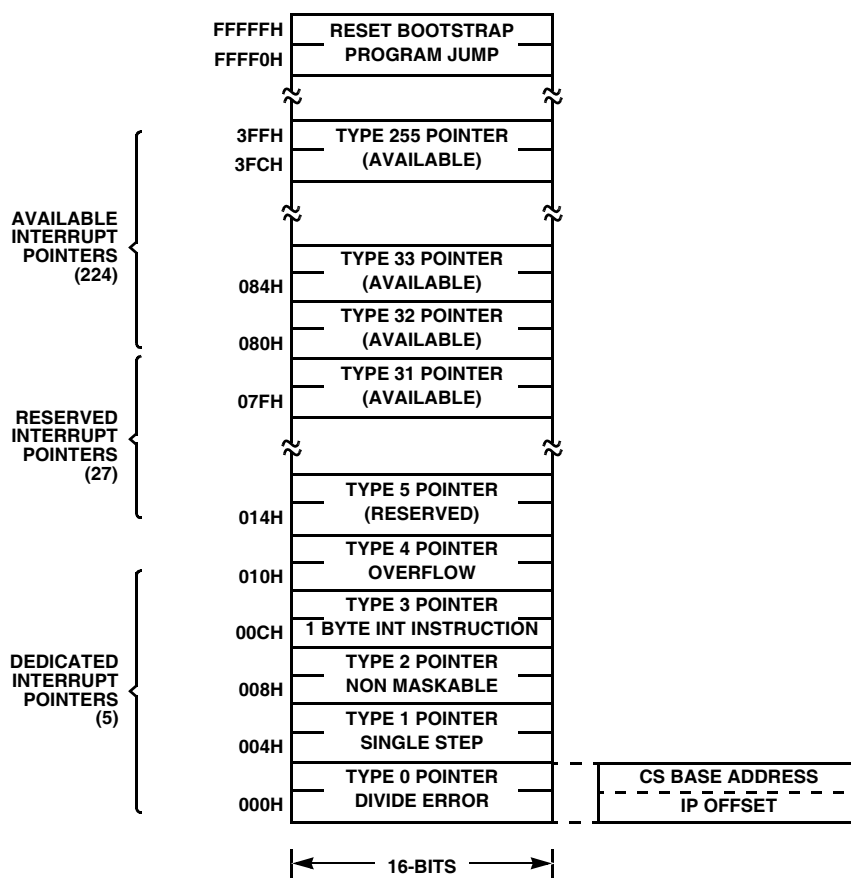 FFFFFH
FFFF0H
RESET BOOTSTRAP
PROGRAM JUMP
3FFH
3FCH
TYPE 255 POINTER
(AVAILABLE)
AVAILABLE
INTERRUPT
POINTERS
(224)
TYPE 33 POINTER
(AVAILABLE)
084H
TYPE 32 POINTER
(AVAILABLE)
080H
TYPE 31 POINTER
(AVAILABLE)
07FH
RESERVED
INTERRUPT
POINTERS
(27)
TYPE 5 POINTER
(RESERVED)
014H
TYPE 4 POINTER
OVERFLOW
010H
TYPE 3 POINTER
1 BYTE INT INSTRUCTION
00CH
DEDICATED
INTERRUPT
POINTERS
(5)
TYPE 2 POINTER
NON MASKABLE
008H
TYPE 1 POINTER
SINGLE STEP
004H
TYPE 0 POINTER
DIVIDE ERROR
000H
CS BASE ADDRESS
IP OFFSET
16-BITS